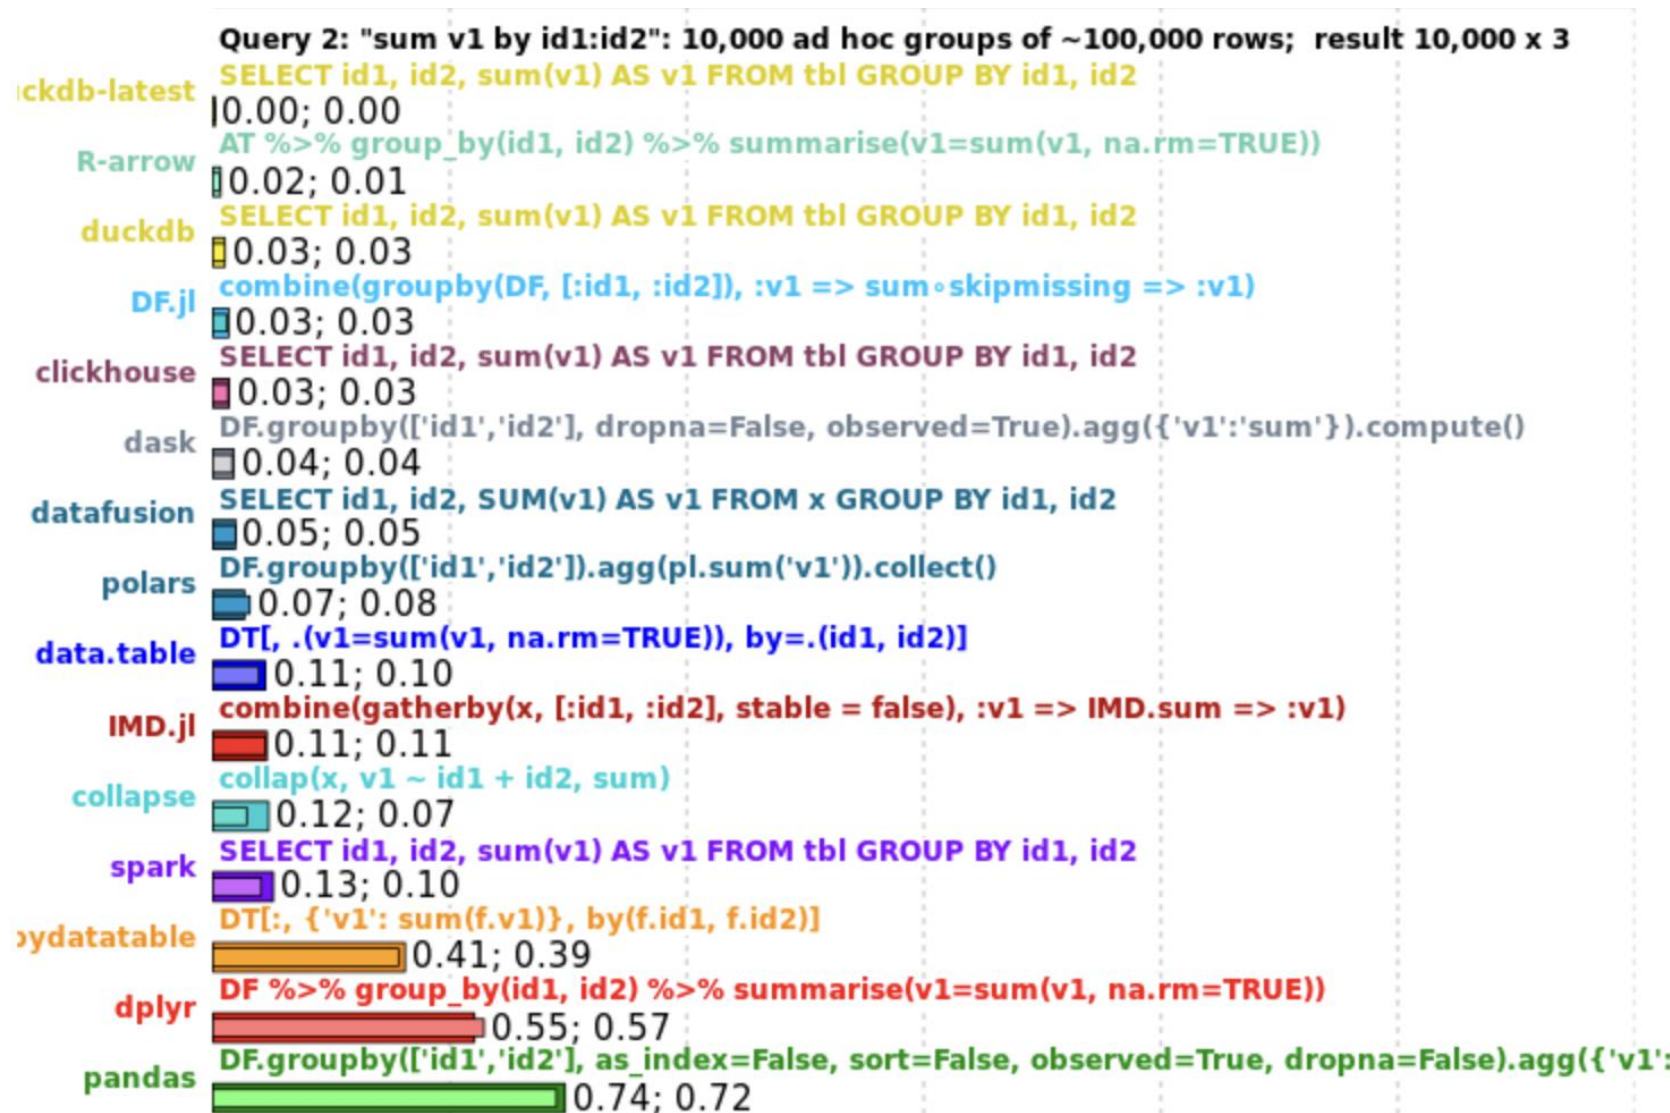 Query 2: "sum v1 by id1:id2": 10,000 ad hoc groups of ~100,000 rows;  result 10,000 x 3
SELECT id1, id2, sum(v1) AS v1 FROM tbl GROUP BY id1, id2
ckdb-latest
0.00; 0.00
AT %>% group_by(id1, id2) %>% summarise(v1=sum(v1, na.rm=TRUE))
R-arrow
0.02; 0.01
SELECT id1, id2, sum(v1) AS v1 FROM tbl GROUP BY id1, id2
duckdb
0.03; 0.03
combine(groupby(DF, [:id1, :id2]), :v1 => sum∘skipmissing => :v1)
DF.jl
0.03; 0.03
SELECT id1, id2, sum(v1) AS v1 FROM tbl GROUP BY id1, id2
clickhouse
0.03; 0.03
DF.groupby(['id1','id2'], dropna=False, observed=True).agg({'v1':'sum'}).compute()
dask
0.04; 0.04
SELECT id1, id2, SUM(v1) AS v1 FROM x GROUP BY id1, id2
datafusion
0.05; 0.05
DF.groupby(['id1','id2']).agg(pl.sum('v1')).collect()
polars
0.07; 0.08
DT[, .(v1=sum(v1, na.rm=TRUE)), by=.(id1, id2)]
data.table
0.11; 0.10
combine(gatherby(x, [:id1, :id2], stable = false), :v1 => IMD.sum => :v1)
IMD.jl
0.11; 0.11
collap(x, v1 ~ id1 + id2, sum)
collapse
0.12; 0.07
SELECT id1, id2, sum(v1) AS v1 FROM tbl GROUP BY id1, id2
spark
0.13; 0.10
DT[:, {'v1': sum(f.v1)}, by(f.id1, f.id2)]
pydatatable
0.41; 0.39
DF %>% group_by(id1, id2) %>% summarise(v1=sum(v1, na.rm=TRUE))
dplyr
0.55; 0.57
DF.groupby(['id1','id2'], as_index=False, sort=False, observed=True, dropna=False).agg({'v1':
pandas
0.74; 0.72